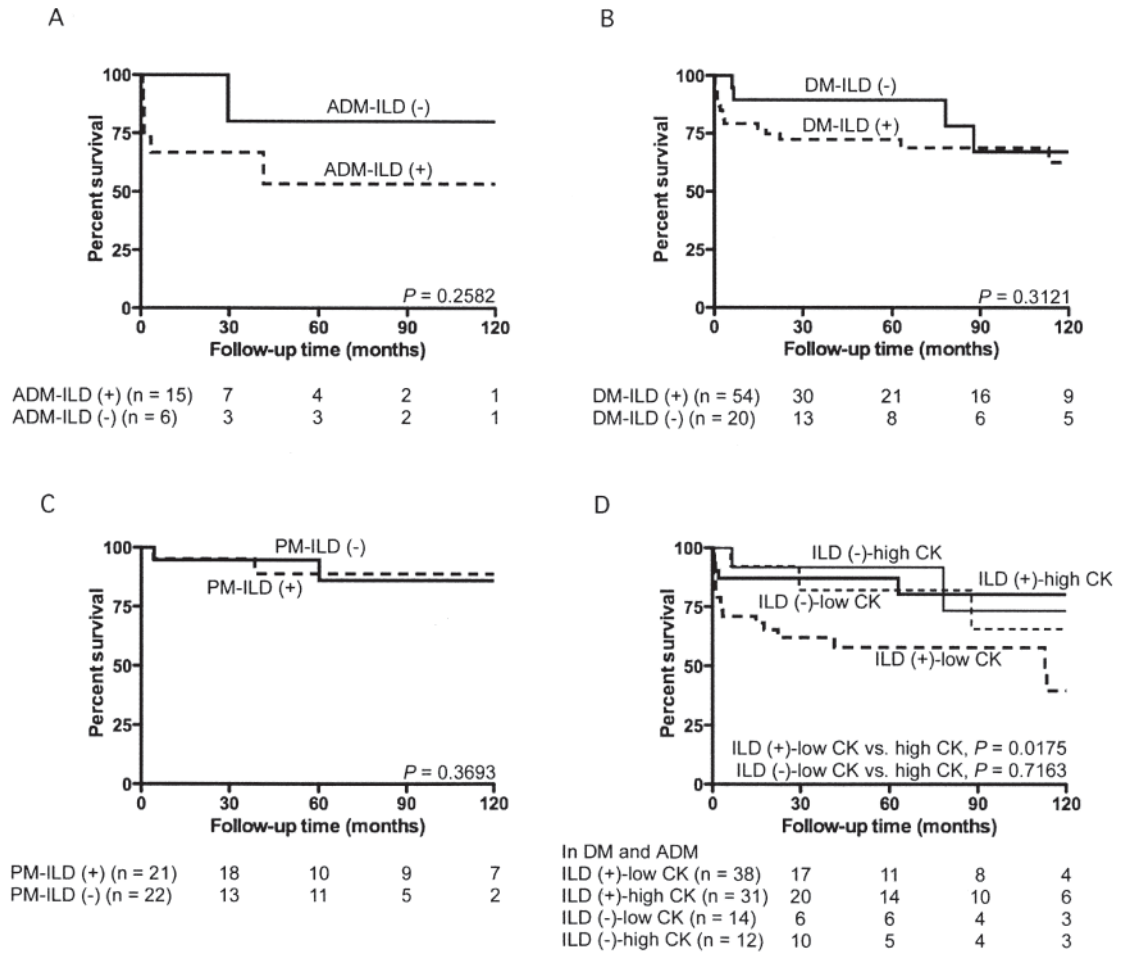 A
100
75
50
25
0
Percent survival
ADM-ILD (-)
ADM-ILD (+)
P = 0.2582
0 30 60 90 120
Follow-up time (months)
ADM-ILD (+) (n = 15) 7 4 2 1
ADM-ILD (-) (n = 6) 3 3 2 1
B
100
75
50
25
0
Percent survival
DM-ILD (-)
DM-ILD (+)
P = 0.3121
0 30 60 90 120
Follow-up time (months)
DM-ILD (+) (n = 54) 30 21 16 9
DM-ILD (-) (n = 20) 13 8 6 5
C
100
75
50
25
0
Percent survival
PM-ILD (-)
PM-ILD (+)
P = 0.3693
0 30 60 90 120
Follow-up time (months)
PM-ILD (+) (n = 21) 18 10 9 7
PM-ILD (-) (n = 22) 13 11 5 2
D
100
75
50
25
0
Percent survival
ILD (-)-high CK
ILD (+)-high CK
ILD (-)-low CK
ILD (+)-low CK
ILD (+)-low CK vs. high CK, P = 0.0175
ILD (-)-low CK vs. high CK, P = 0.7163
0 30 60 90 120
Follow-up time (months)
In DM and ADM
ILD (+)-low CK (n = 38) 17 11 8 4
ILD (+)-high CK (n = 31) 20 14 10 6
ILD (-)-low CK (n = 14) 6 6 4 3
ILD (-)-high CK (n = 12) 10 5 4 3